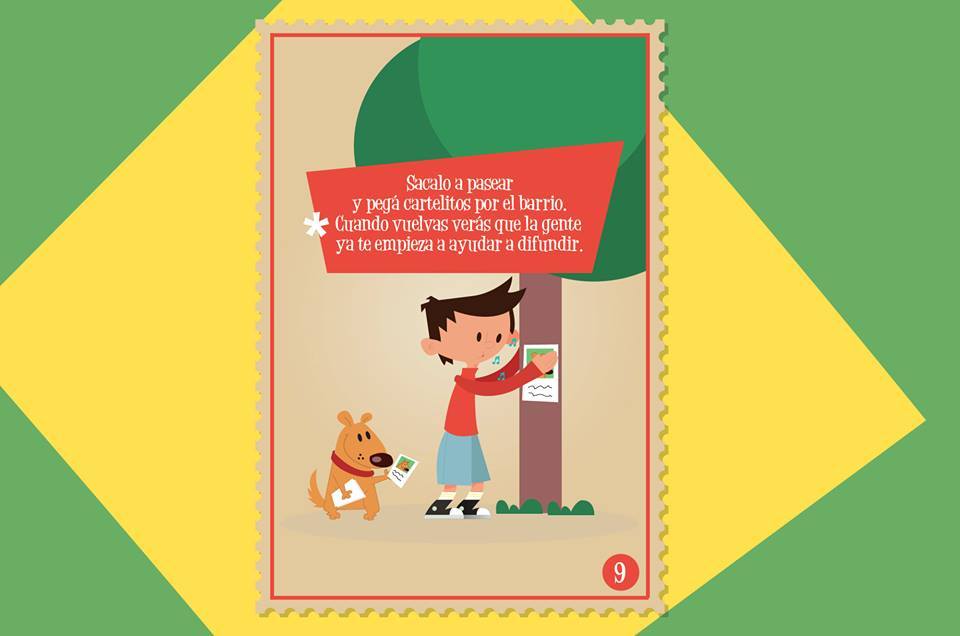 Sacalo a pasear
y pegá cartelitos por el barrio.
* Cuando vuelvas verás que la gente
ya te empieza a ayudar a difundir.
9